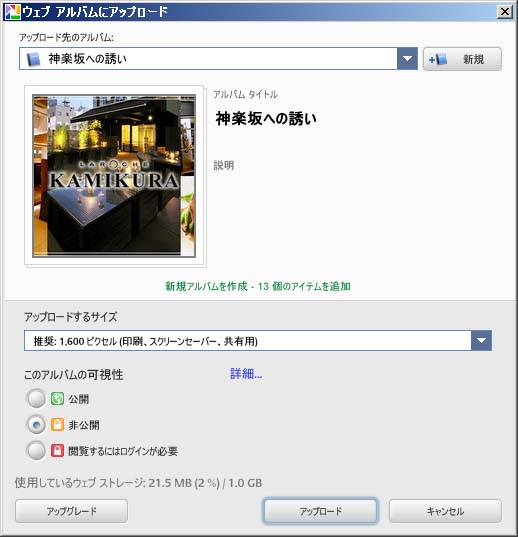 ウェブ アルバムにアップロード
アップロード先のアルバム:
神楽坂への誘い
新規
アルバム タイトル
神楽坂への誘い
説明
LAROCHE
KAMIKURA
新規アルバムを作成 - 13 個のアイテムを追加
アップロードするサイズ
推奨: 1,600 ピクセル (印刷、スクリーンセーバー、共有用)
このアルバムの可視性
詳細...
公開
非公開
閲覧するにはログインが必要
使用しているウェブ ストレージ: 21.5 MB (2 %) / 1.0 GB
アップグレード
アップロード
キャンセル